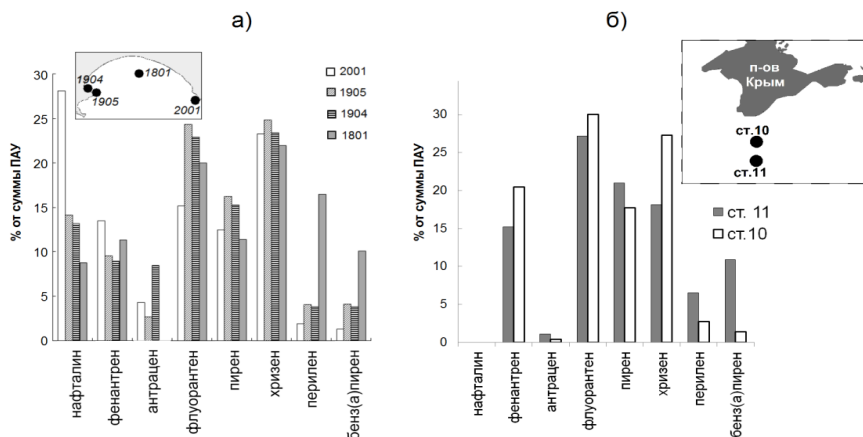 а)
1904
1905
1801
2001
% от суммы ПАУ
30
25
20
15
10
5
0
2001
1905
1904
1801
нафталин
фенантрен
антрацен
флуорантен
пирен
хризен
перилен
бенз(а)пирен
б)
п-ов
Крым
ст.10
ст.11
% от суммы ПАУ
30
25
20
15
10
5
0
ст. 11
ст.10
нафталин
фенантрен
антрацен
флуорантен
пирен
хризен
перилен
бенз(а)пирен